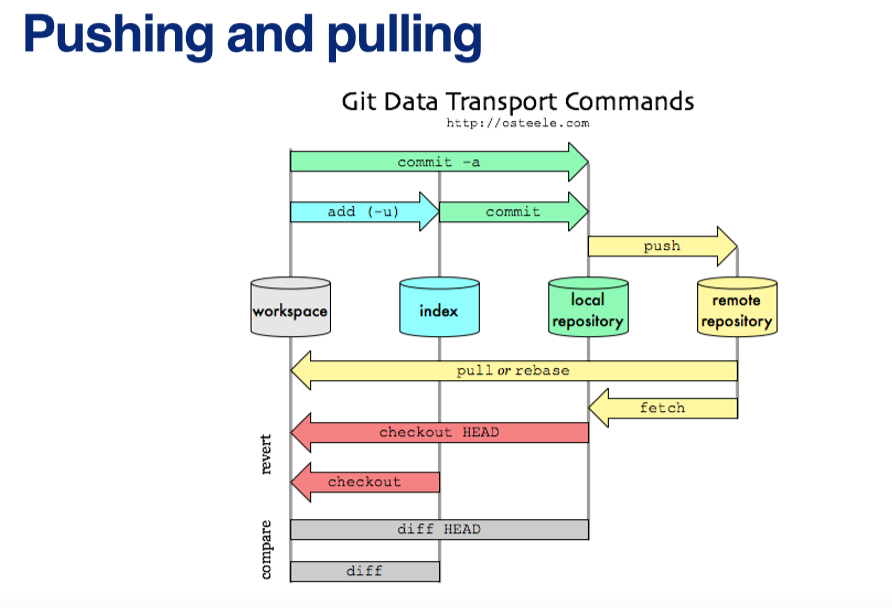 Pushing and pulling
Git Data Transport Commands
http://osteele.com
commit -a
add (-u)
commit
push
workspace
index
local
repository
remote
repository
pull or rebase
fetch
revert
checkout HEAD
checkout
compare
diff HEAD
diff